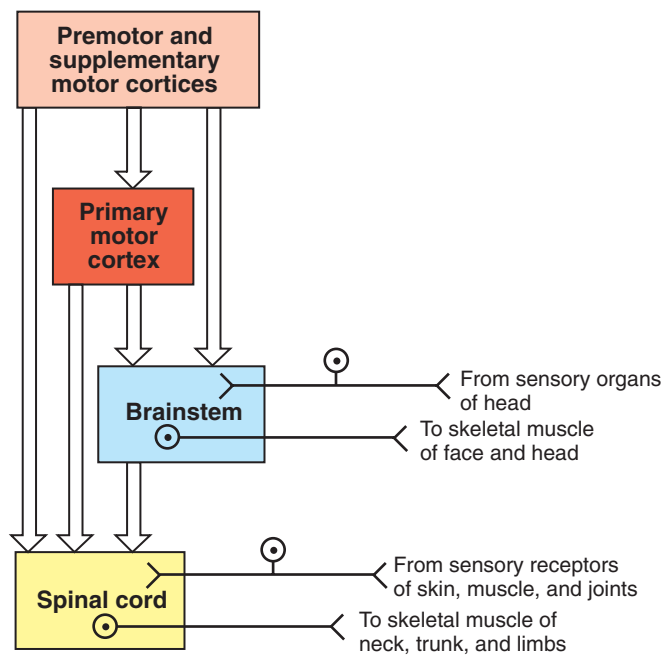 Premotor and
supplementary
motor cortices
Primary
motor
cortex
Brainstem
From sensory organs
of head
To skeletal muscle
of face and head
Spinal cord
From sensory receptors
of skin, muscle, and joints
To skeletal muscle of
neck, trunk, and limbs